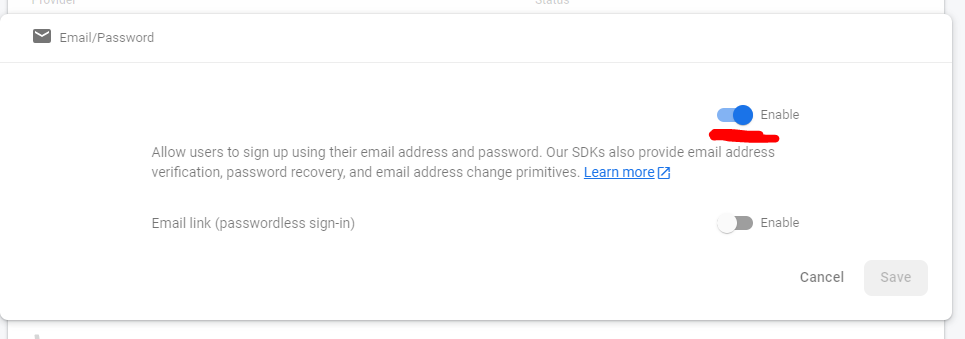 Provider Status
Email/Password
Enable
Allow users to sign up using their email address and password. Our SDKs also provide email address
verification, password recovery, and email address change primitives. Learn more
Email link (passwordless sign-in) Enable
Cancel Save